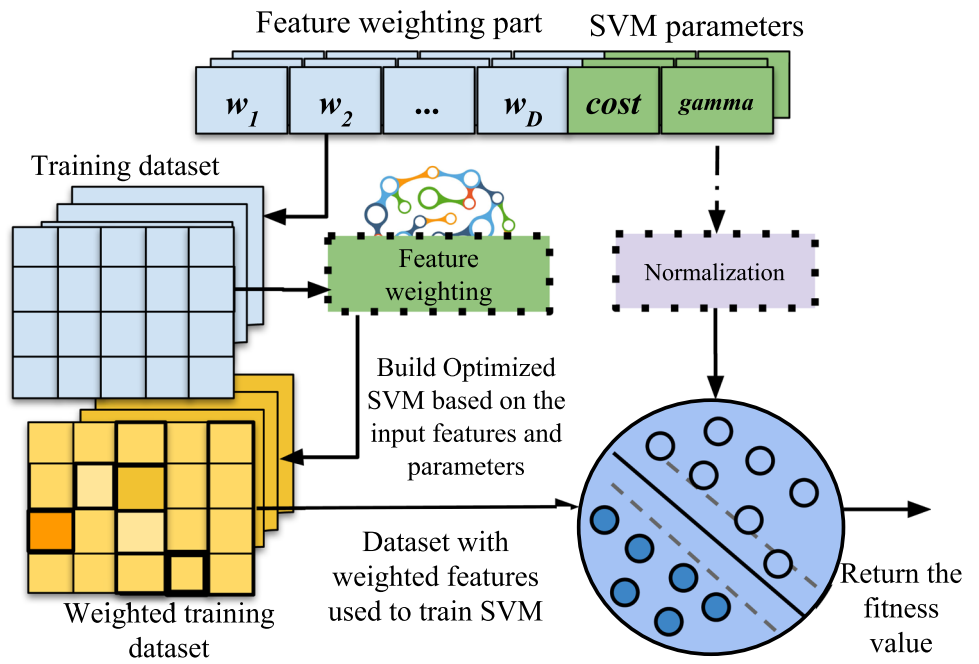 Feature weighting part
SVM parameters
w1 w2 ... wD cost gamma
Training dataset
Feature
weighting
Normalization
Build Optimized
SVM based on the
input features and
parameters
Dataset with
weighted features
used to train SVM
Weighted training
dataset
Return the
fitness
value